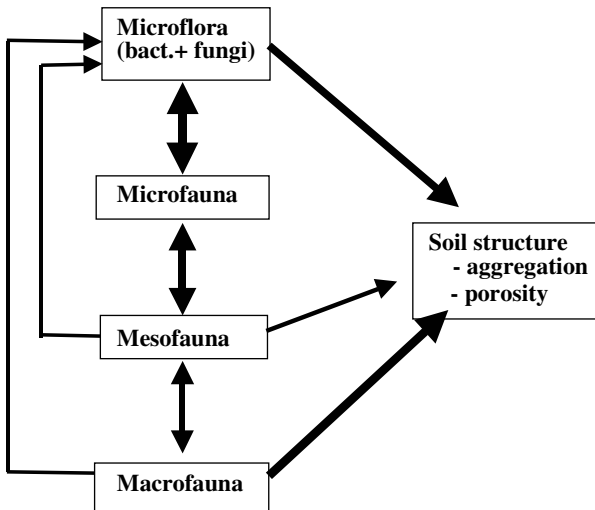 Microflora
(bact.+ fungi)
Microfauna
Soil structure
- aggregation
- porosity
Mesofauna
Macrofauna